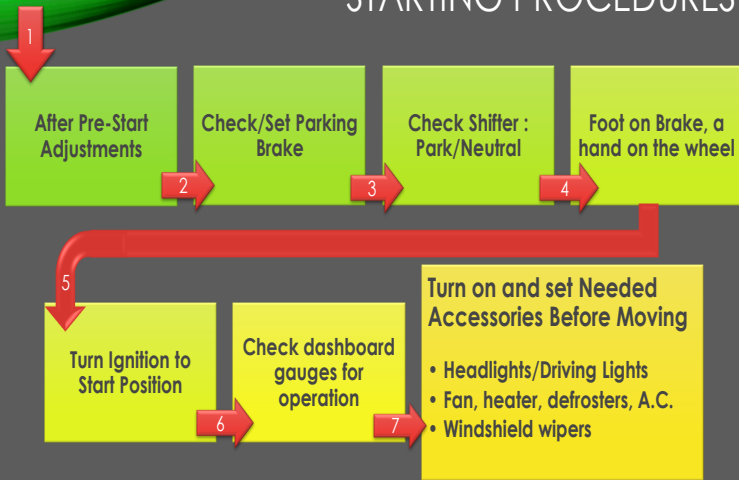 STARTING PROCEDURES
1
After Pre-Start
Adjustments
2
Check/Set Parking
Brake
3
Check Shifter :
Park/Neutral
4
Foot on Brake, a
hand on the wheel
5
Turn Ignition to
Start Position
6
Check dashboard
gauges for
operation
7
Turn on and set Needed
Accessories Before Moving
• Headlights/Driving Lights
• Fan, heater, defrosters, A.C.
• Windshield wipers